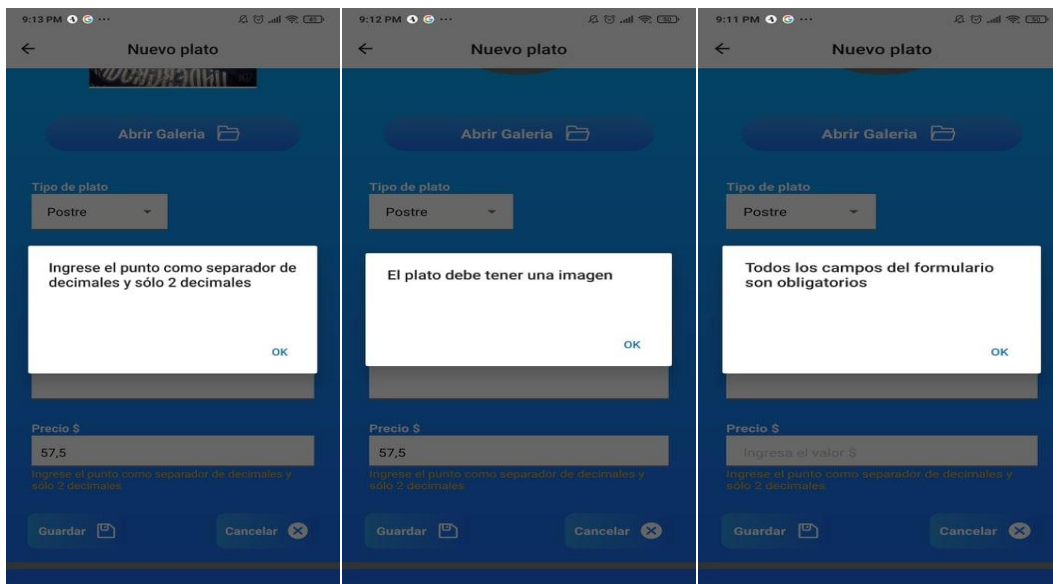 9:13 PM
Nuevo plato
Abrir Galeria
Tipo de plato
Postre
Ingrese el punto como separador de
decimales y sólo 2 decimales
OK
Precio $
57,5
Ingrese el punto como separador de decimales y
sólo 2 decimales
Guardar
Cancelar
9:12 PM
Nuevo plato
Abrir Galeria
Tipo de plato
Postre
El plato debe tener una imagen
OK
Precio $
57,5
Ingrese el punto como separador de decimales y
sólo 2 decimales
Guardar
Cancelar
9:11 PM
Nuevo plato
Abrir Galeria
Tipo de plato
Postre
Todos los campos del formulario
son obligatorios
OK
Precio $
Ingresa el valor $
Ingrese el punto como separador de decimales y
sólo 2 decimales
Guardar
Cancelar